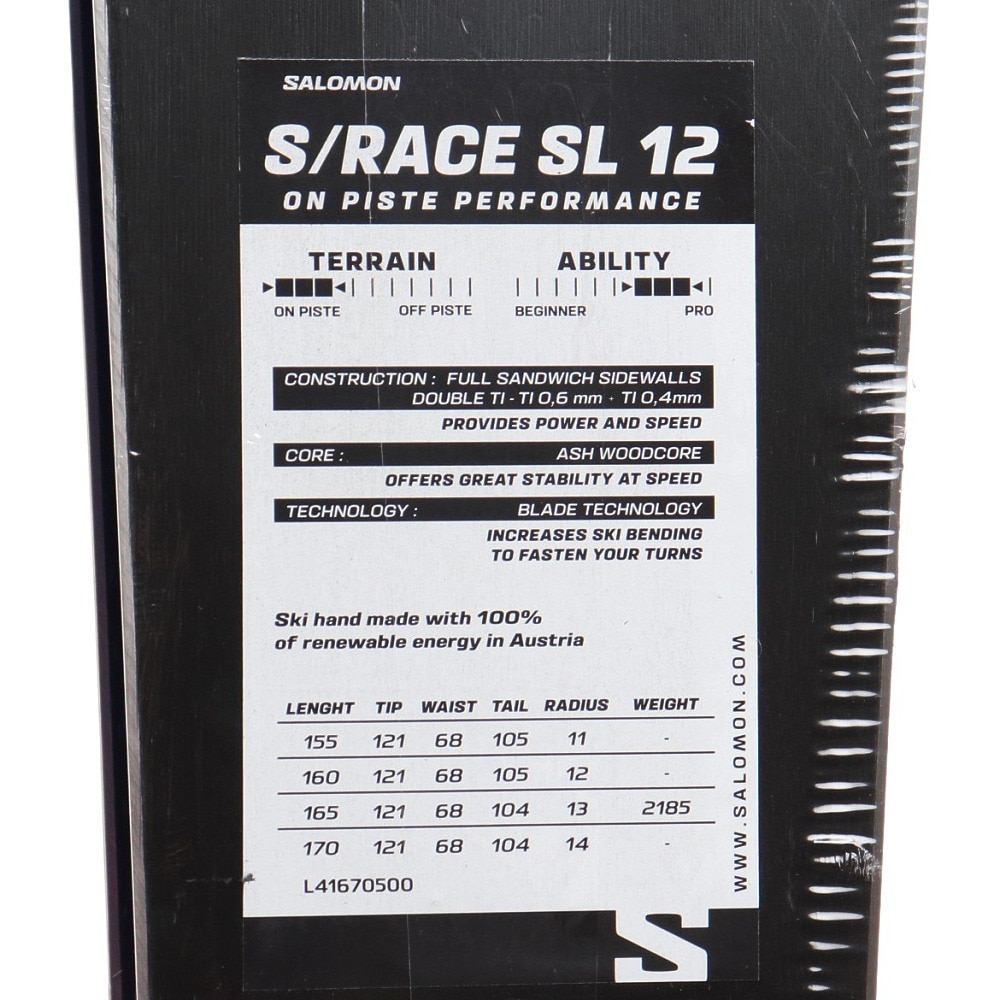 SALOMON
S/RACE SL 12
ON PISTE PERFORMANCE
TERRAIN
ON PISTE OFF PISTE
ABILITY
BEGINNER PRO
CONSTRUCTION : FULL SANDWICH SIDEWALLS
DOUBLE TI - TI 0,6 mm · TI 0,4mm
PROVIDES POWER AND SPEED
CORE : ASH WOODCORE
OFFERS GREAT STABILITY AT SPEED
TECHNOLOGY : BLADE TECHNOLOGY
INCREASES SKI BENDING
TO FASTEN YOUR TURNS
Ski hand made with 100%
of renewable energy in Austria
LENGHT TIP WAIST TAIL RADIUS WEIGHT
155 121 68 105 11 -
160 121 68 105 12 -
165 121 68 104 13 2185
170 121 68 104 14 -
L41670500
WWW.SALOMON.COM
S